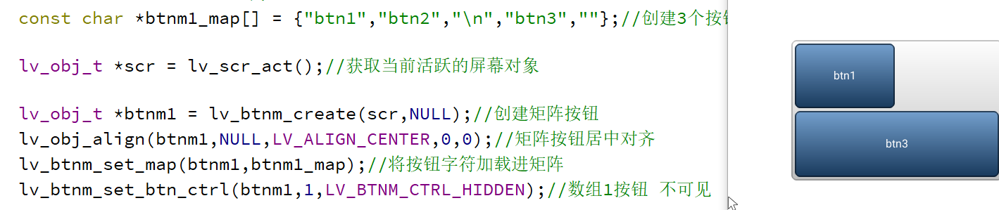 const char *btnm1_map[] = {"btn1","btn2","\n","btn3",""};//创建3个按
lv_obj_t *scr = lv_scr_act();//获取当前活跃的屏幕对象
lv_obj_t *btnm1 = lv_btnm_create(scr,NULL);//创建矩阵按钮
lv_obj_align(btnm1,NULL,LV_ALIGN_CENTER,0,0);//矩阵按钮居中对齐
lv_btnm_set_map(btnm1,btnm1_map);//将按钮字符加载进矩阵
lv_btnm_set_btn_ctrl(btnm1,1,LV_BTNM_CTRL_HIDDEN);//数组1按钮 不可见
btn1
btn3